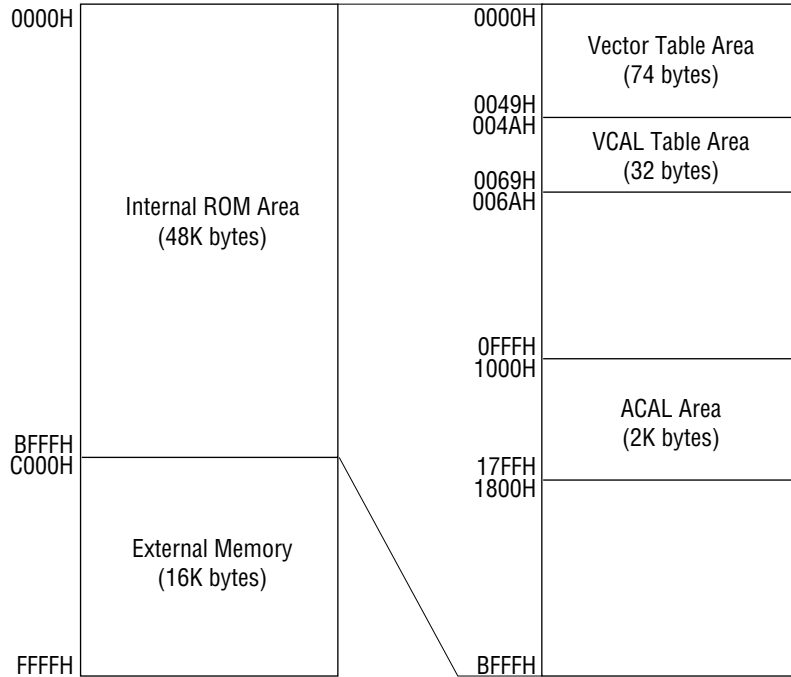 0000H
Internal ROM Area
(48K bytes)
BFFFH
C000H
External Memory
(16K bytes)
FFFFH
0000H
Vector Table Area
(74 bytes)
0049H
004AH
VCAL Table Area
(32 bytes)
0069H
006AH
0FFFH
1000H
ACAL Area
(2K bytes)
17FFH
1800H
BFFFH